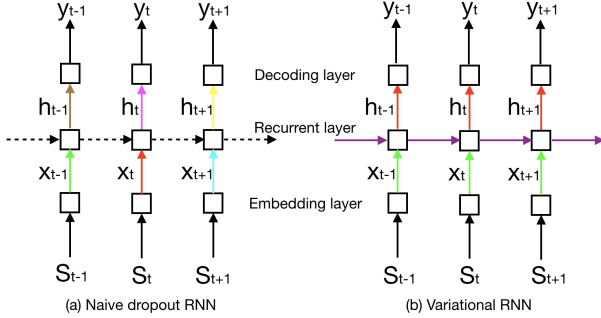 yt-1 yt yt+1 yt-1 yt yt+1
Decoding layer
ht-1 ht ht+1 ht-1 ht ht+1
Recurrent layer
xt-1 xt xt+1 xt-1 xt xt+1
Embedding layer
St-1 St St+1 St-1 St St+1
(a) Naive dropout RNN (b) Variational RNN